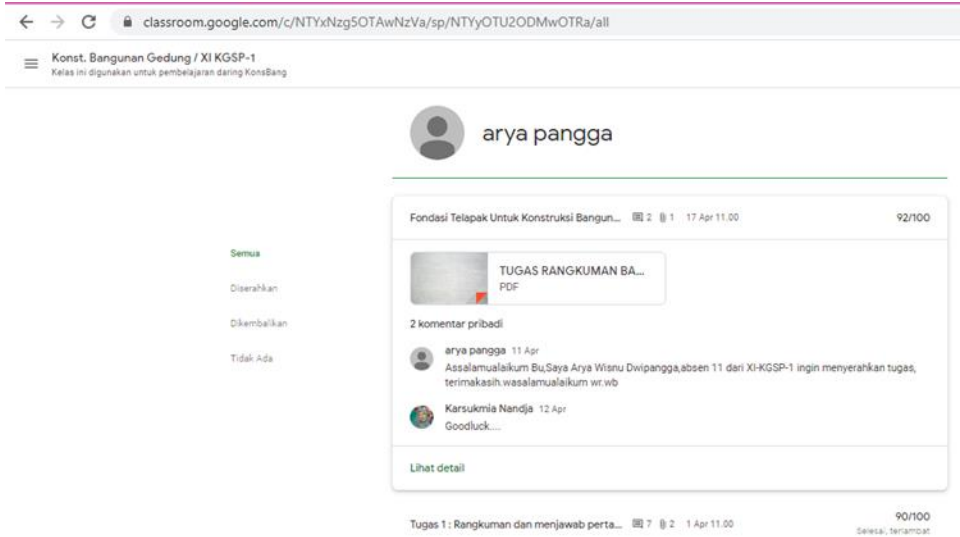 classroom.google.com/c/NTYxNzg5OTAwNzVa/sp/NTYyOTU2ODMwOTRa/all
Konst. Bangunan Gedung / XI KGSP-1
Kelas ini digunakan untuk pembelajaran daring KonsBang
arya pangga
Fondasi Telapak Untuk Konstruksi Bangun... 2 1 17 Apr 11.00 92/100
Semua
Diserahkan
Dikembalikan
Tidak Ada
TUGAS RANGKUMAN BA...
PDF
2 komentar pribadi
arya pangga 11 Apr
Assalamualaikum Bu,Saya Arya Wisnu Dwipangga,absen 11 dari XI-KGSP-1 ingin menyerahkan tugas,
terimakasih.wasalamualaikum wr.wb
Karsukmia Nandja 12 Apr
Goodluck....
Lihat detail
Tugas 1 : Rangkuman dan menjawab perta... 7 2 1 Apr 11.00 90/100
Selesai, terlambat